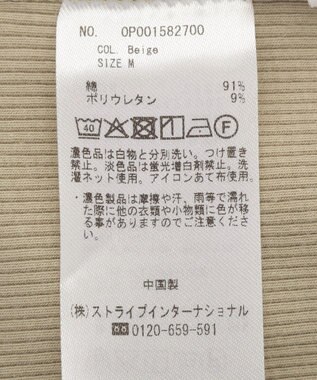 NO. 0P001582700
COL. Beige
SIZE M
綿 91%
ポリウレタン 9%
40
濃色品は白物と分別洗い。つけ置き
禁止。淡色品は蛍光増白剤禁止。洗
濯ネット使用。アイコンあて布使用。
・濃色製品は摩擦や汗、雨等で濡れ
た際に他の衣類や小物類に色が移
る事がありますのでご注意くださ
い。
中国製
(株)ストライプインターナショナル
0120-659-591